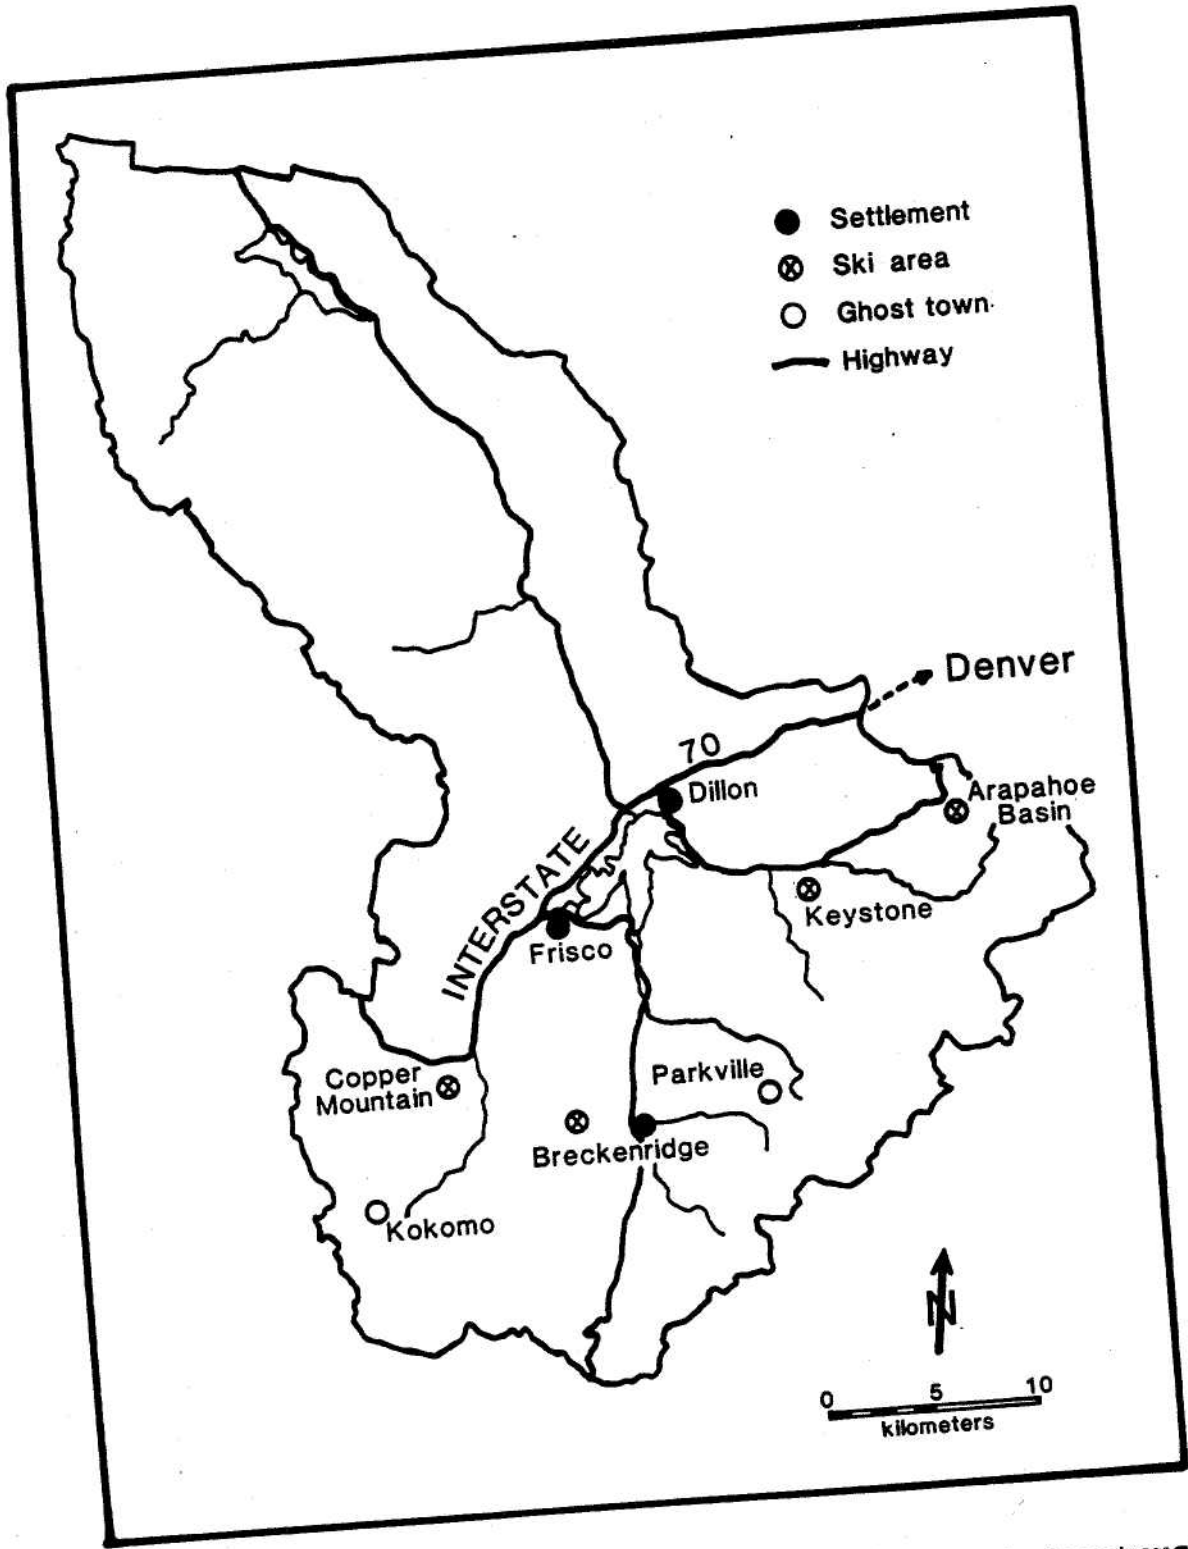 Settlement
Ski area
Ghost town
Highway
Denver
70
Dillon
Arapahoe
Basin
INTERSTATE
Keystone
Frisco
Copper
Mountain
Parkville
Breckenridge
Kokomo
N
0 5 10
kilometers